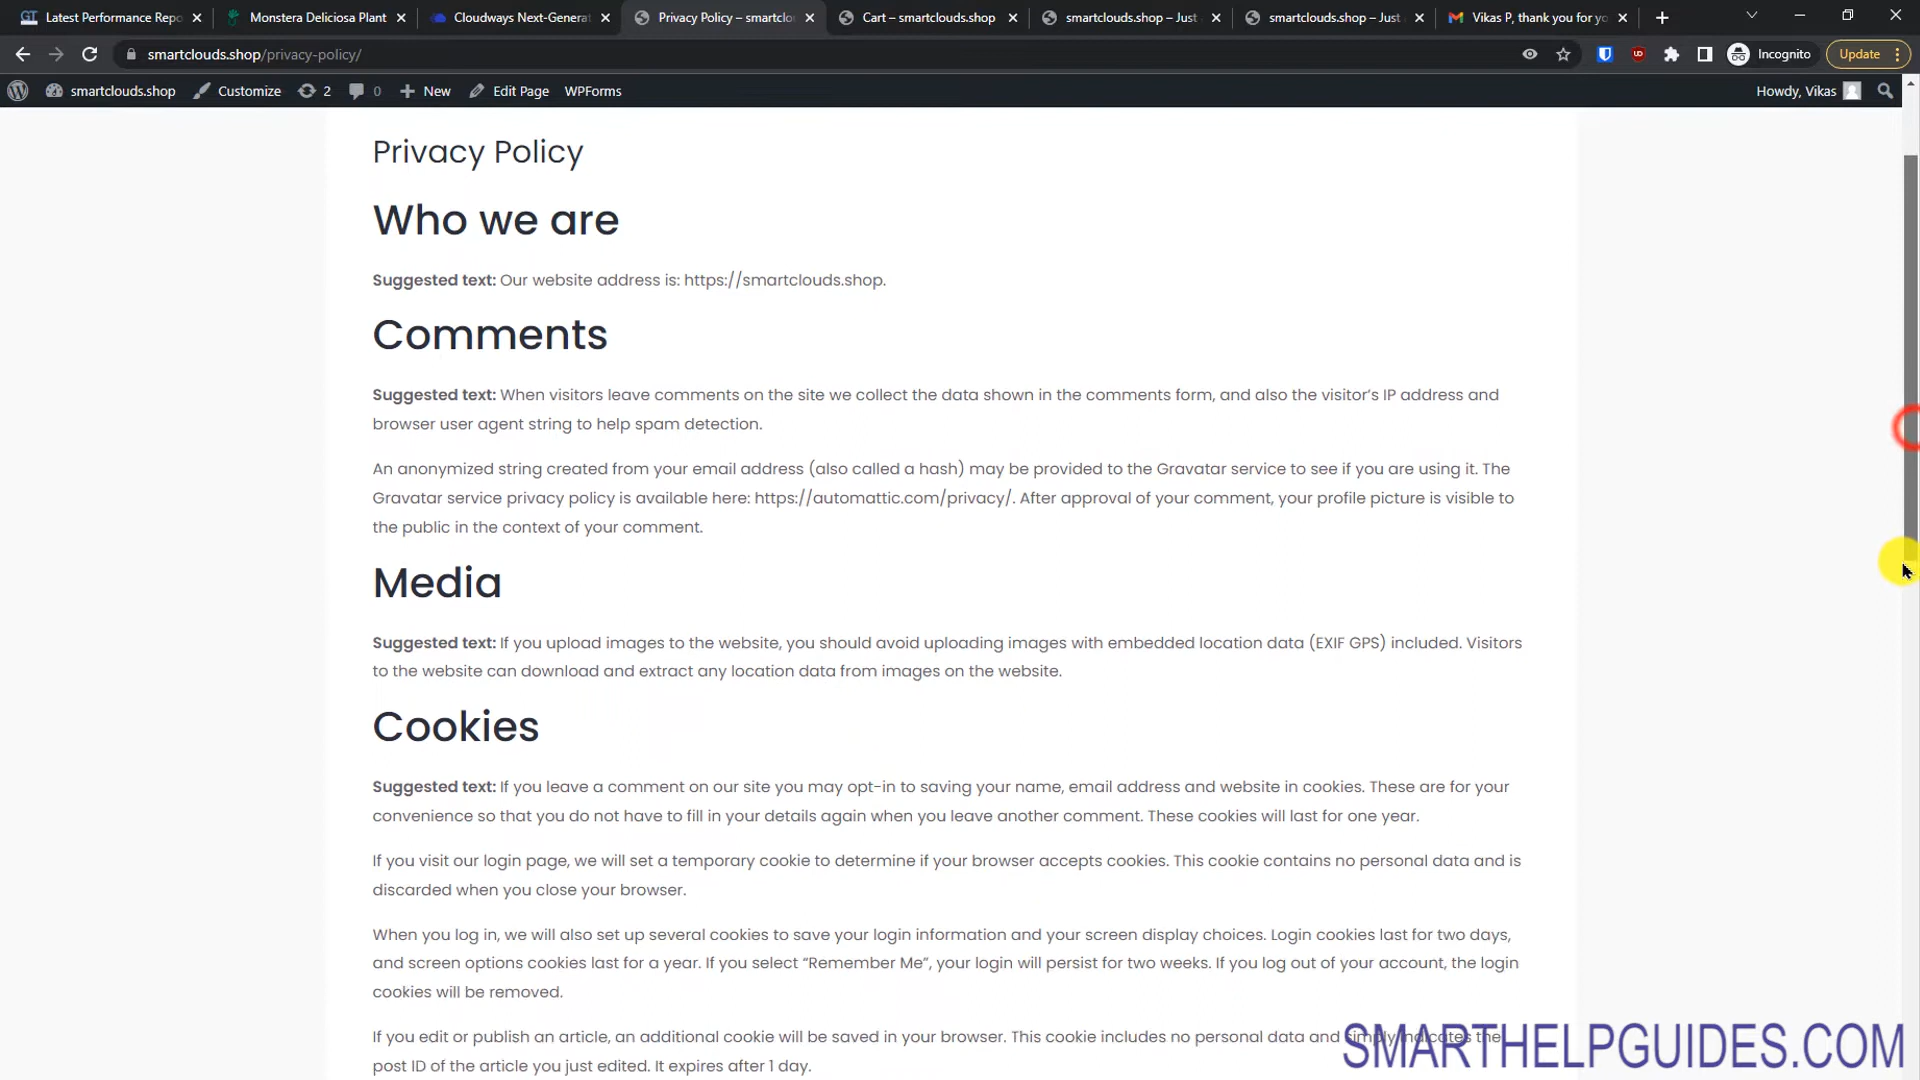 Latest Performance Repo
Monstera Deliciosa Plant
Cloudways Next-Generat
Privacy Policy – smartclo
Cart – smartclouds.shop
smartclouds.shop – Just
smartclouds.shop – Just
Vikas P, thank you for yo
smartclouds.shop/privacy-policy/
Incognito
Update
smartclouds.shop
Customize
2
0
New
Edit Page
WPForms
Howdy, Vikas
Privacy Policy
Who we are
Suggested text: Our website address is: https://smartclouds.shop.
Comments
Suggested text: When visitors leave comments on the site we collect the data shown in the comments form, and also the visitor’s IP address and
browser user agent string to help spam detection.
An anonymized string created from your email address (also called a hash) may be provided to the Gravatar service to see if you are using it. The
Gravatar service privacy policy is available here: https://automattic.com/privacy/. After approval of your comment, your profile picture is visible to
the public in the context of your comment.
Media
Suggested text: If you upload images to the website, you should avoid uploading images with embedded location data (EXIF GPS) included. Visitors
to the website can download and extract any location data from images on the website.
Cookies
Suggested text: If you leave a comment on our site you may opt-in to saving your name, email address and website in cookies. These are for your
convenience so that you do not have to fill in your details again when you leave another comment. These cookies will last for one year.
If you visit our login page, we will set a temporary cookie to determine if your browser accepts cookies. This cookie contains no personal data and is
discarded when you close your browser.
When you log in, we will also set up several cookies to save your login information and your screen display choices. Login cookies last for two days,
and screen options cookies last for a year. If you select “Remember Me”, your login will persist for two weeks. If you log out of your account, the login
cookies will be removed.
If you edit or publish an article, an additional cookie will be saved in your browser. This cookie includes no personal data and simply indicates the
post ID of the article you just edited. It expires after 1 day.
SMARTHELPGUIDES.COM